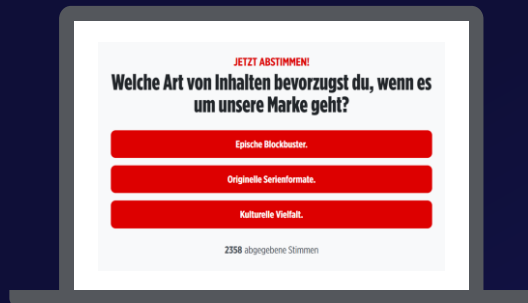 JETZT ABSTIMMEN!
Welche Art von Inhalten bevorzugst du, wenn es
um unsere Marke geht?
Epische Blockbuster.
Originelle Serienformate.
Kulturelle Vielfalt.
2358 abgegebene Stimmen